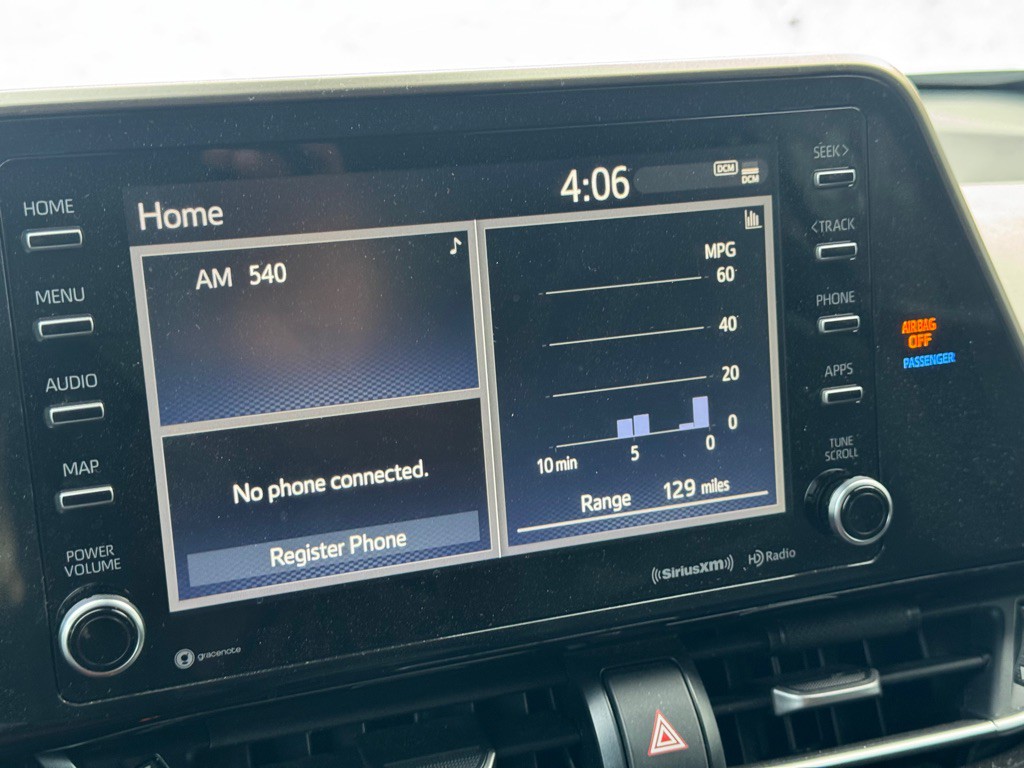 HOME
MENU
AUDIO
MAP
POWER
VOLUME
Home
4:06
DCM
DCM
AM 540
No phone connected.
Register Phone
MPG
60
40
20
0
10 min
5
0
Range 129 miles
gracenote
((SiriusXM))
HD Radio
SEEK>
<TRACK
PHONE
APPS
TUNE
SCROLL
AIRBAG
OFF
PASSENGER